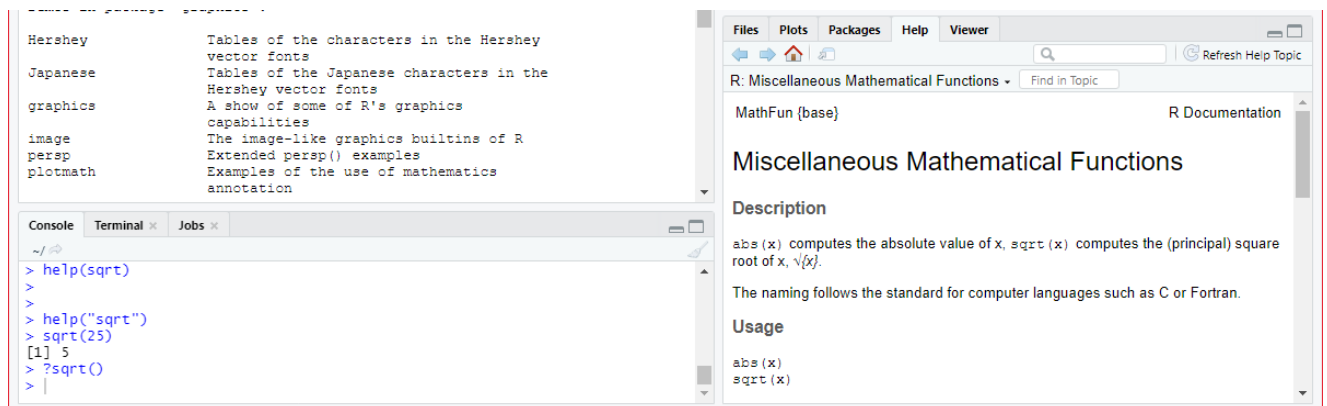 Hershey Tables of the characters in the Hershey
vector fonts
Japanese Tables of the Japanese characters in the
Hershey vector fonts
graphics A show of some of R's graphics
capabilities
image The image-like graphics builtins of R
persp Extended persp() examples
plotmath Examples of the use of mathematics
annotation
Console Terminal × Jobs ×
~/
> help(sqrt)
>
>
> help("sqrt")
> sqrt(25)
[1] 5
> ?sqrt()
>
Files Plots Packages Help Viewer
Refresh Help Topic
R: Miscellaneous Mathematical Functions Find in Topic
MathFun {base} R Documentation
Miscellaneous Mathematical Functions
Description
abs(x) computes the absolute value of x, sqrt(x) computes the (principal) square
root of x, √{x}.
The naming follows the standard for computer languages such as C or Fortran.
Usage
abs(x)
sqrt(x)